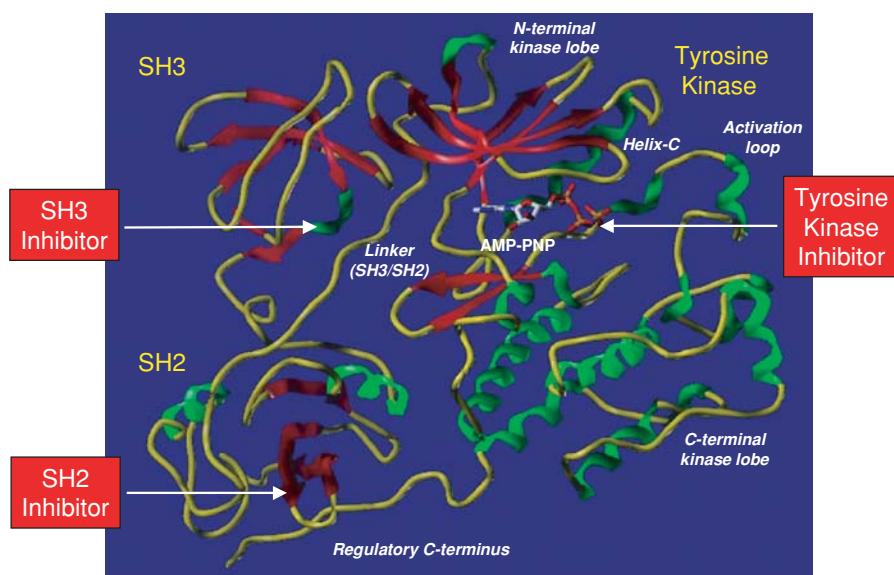 N-terminal
kinase lobe
SH3
Tyrosine
Kinase
Helix-C
Activation
loop
SH3
Inhibitor
Tyrosine
Kinase
Inhibitor
AMP-PNP
Linker
(SH3/SH2)
SH2
C-terminal
kinase lobe
SH2
Inhibitor
Regulatory C-terminus